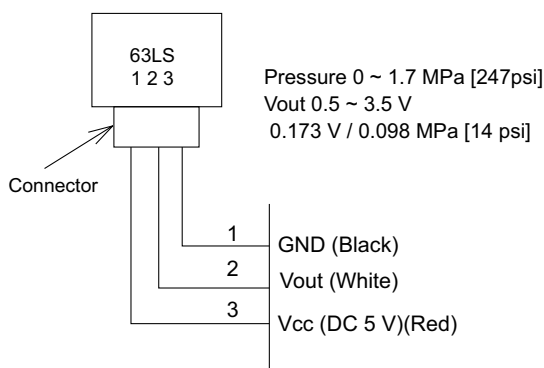 63LS
1 2 3
Pressure 0 ~ 1.7 MPa [247psi]
Vout 0.5 ~ 3.5 V
0.173 V / 0.098 MPa [14 psi]
Connector
1
GND (Black)
2
Vout (White)
3
Vcc (DC 5 V)(Red)